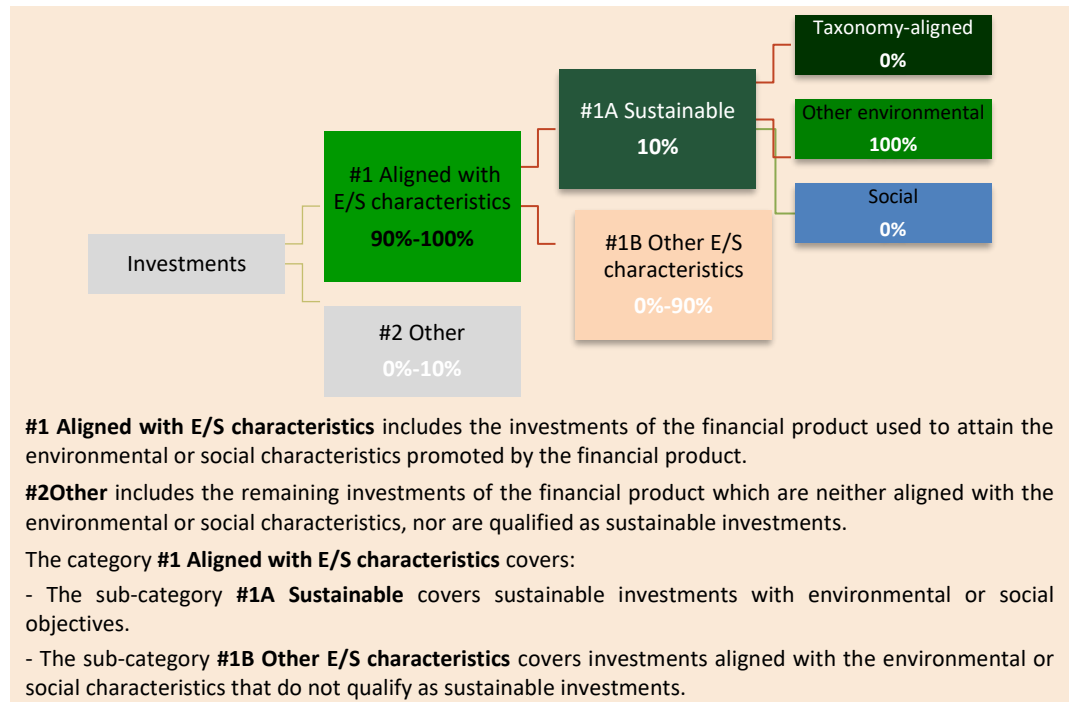 Taxonomy-aligned
0%
#1A Sustainable
10%
Other environmental
100%
#1 Aligned with
E/S characteristics
90%-100%
Social
0%
#1B Other E/S
characteristics
0%-90%
Investments
#2 Other
0%-10%
#1 Aligned with E/S characteristics includes the investments of the financial product used to attain the
environmental or social characteristics promoted by the financial product.
#2Other includes the remaining investments of the financial product which are neither aligned with the
environmental or social characteristics, nor are qualified as sustainable investments.
The category #1 Aligned with E/S characteristics covers:
- The sub-category #1A Sustainable covers sustainable investments with environmental or social
objectives.
- The sub-category #1B Other E/S characteristics covers investments aligned with the environmental or
social characteristics that do not qualify as sustainable investments.